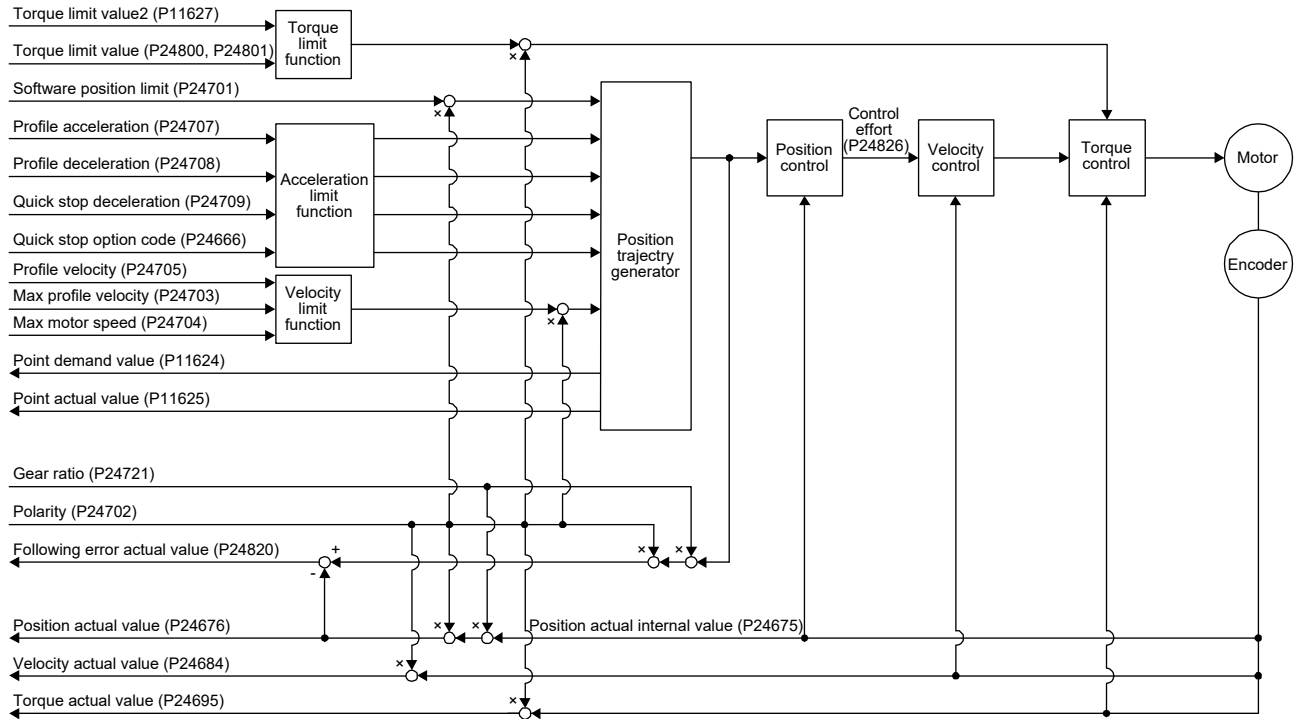 Torque limit value2 (P11627)
Torque limit value (P24800, P24801)
Torque
limit
function
×
Software position limit (P24701)
×
Profile acceleration (P24707)
Profile deceleration (P24708)
Quick stop deceleration (P24709)
Quick stop option code (P24666)
Acceleration
limit
function
Profile velocity (P24705)
Max profile velocity (P24703)
Max motor speed (P24704)
Velocity
limit
function
×
Position
trajectry
generator
Position
control
Control
effort
(P24826)
Velocity
control
Torque
control
Motor
Encoder
Point demand value (P11624)
Point actual value (P11625)
Gear ratio (P24721)
Polarity (P24702)
Following error actual value (P24820)
+
-
×
×
Position actual value (P24676)
×
×
Position actual internal value (P24675)
Velocity actual value (P24684)
×
Torque actual value (P24695)
×